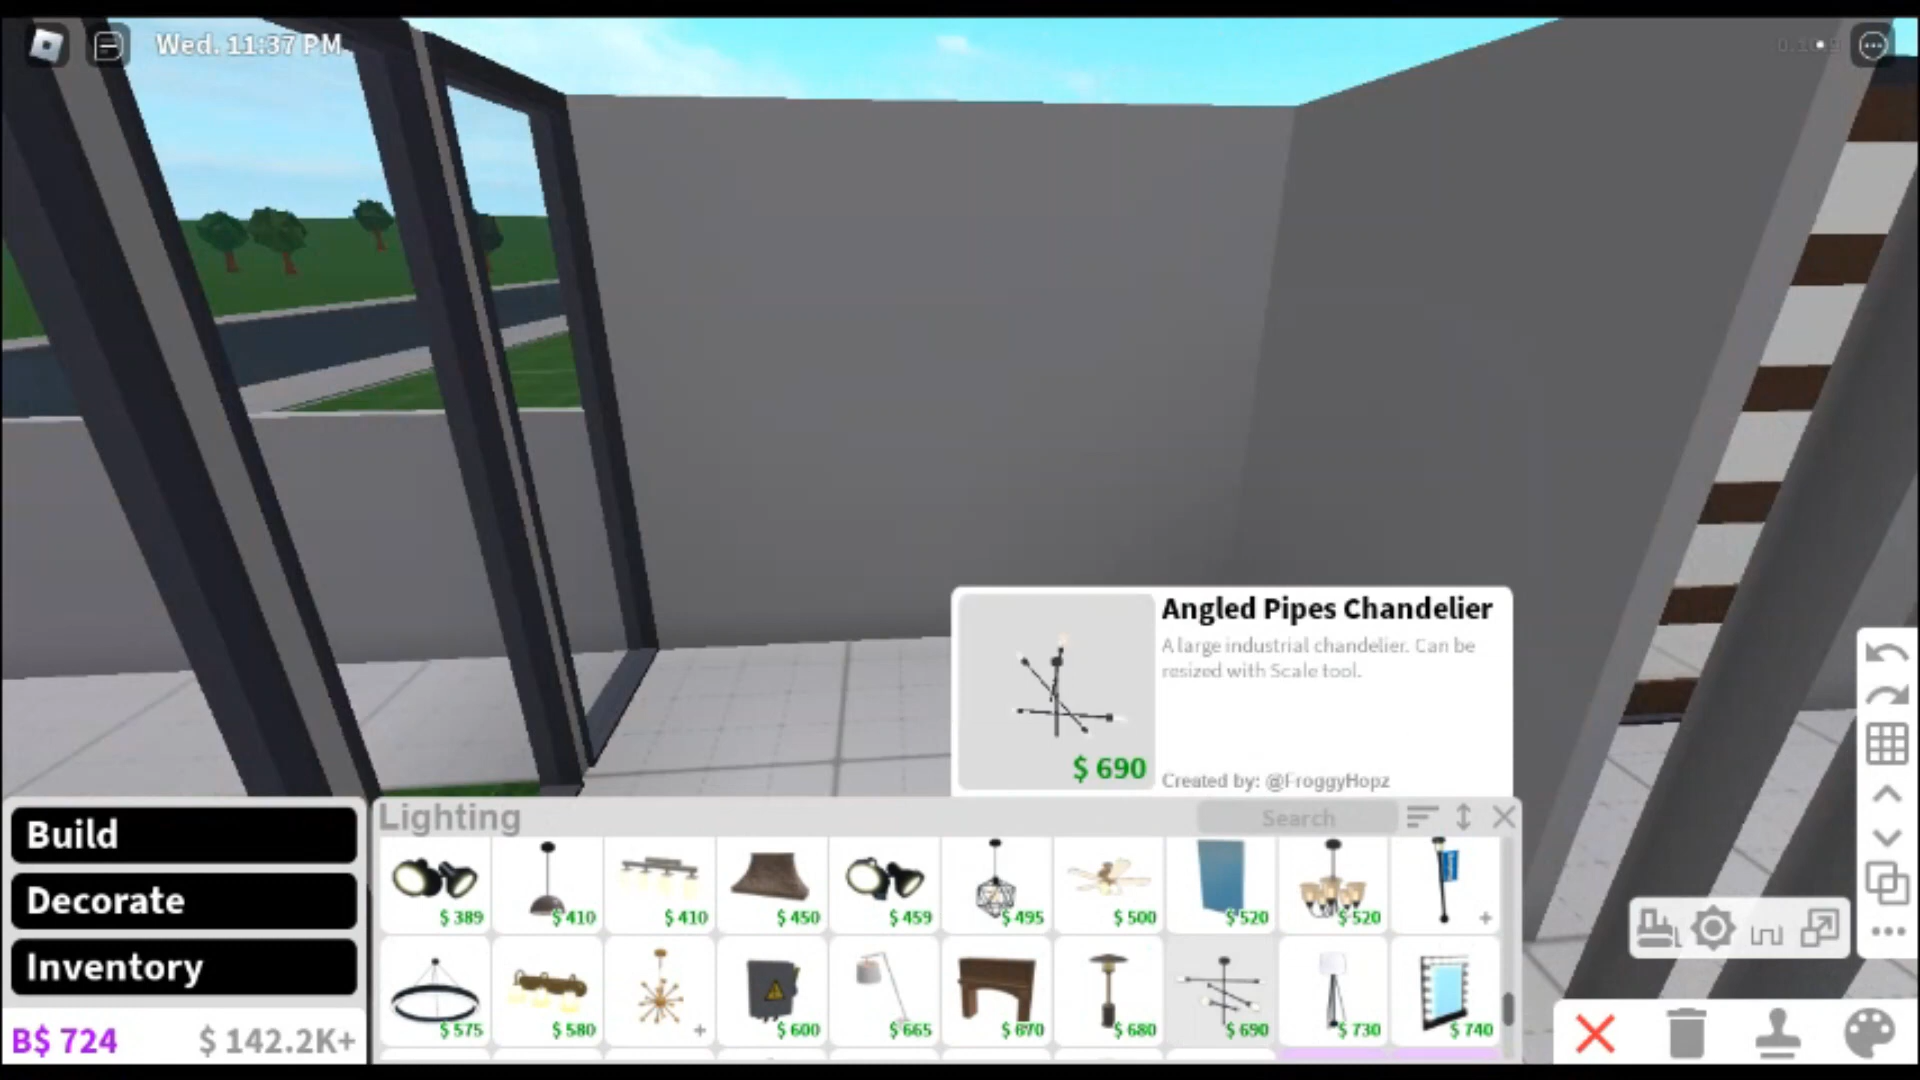 Wed. 11:37 PM
Angled Pipes Chandelier
A large industrial chandelier. Can be
resized with Scale tool.
$ 690
Created by: @FroggyHopz
Build
Decorate
Inventory
B$ 724
$ 142.2K+
Lighting
Search
$ 389
$ 410
$ 410
$ 450
$ 459
$ 495
$ 500
$ 520
$ 520
+
$ 575
$ 580
+
$ 600
$ 665
$ 670
$ 680
$ 690
$ 730
$ 740